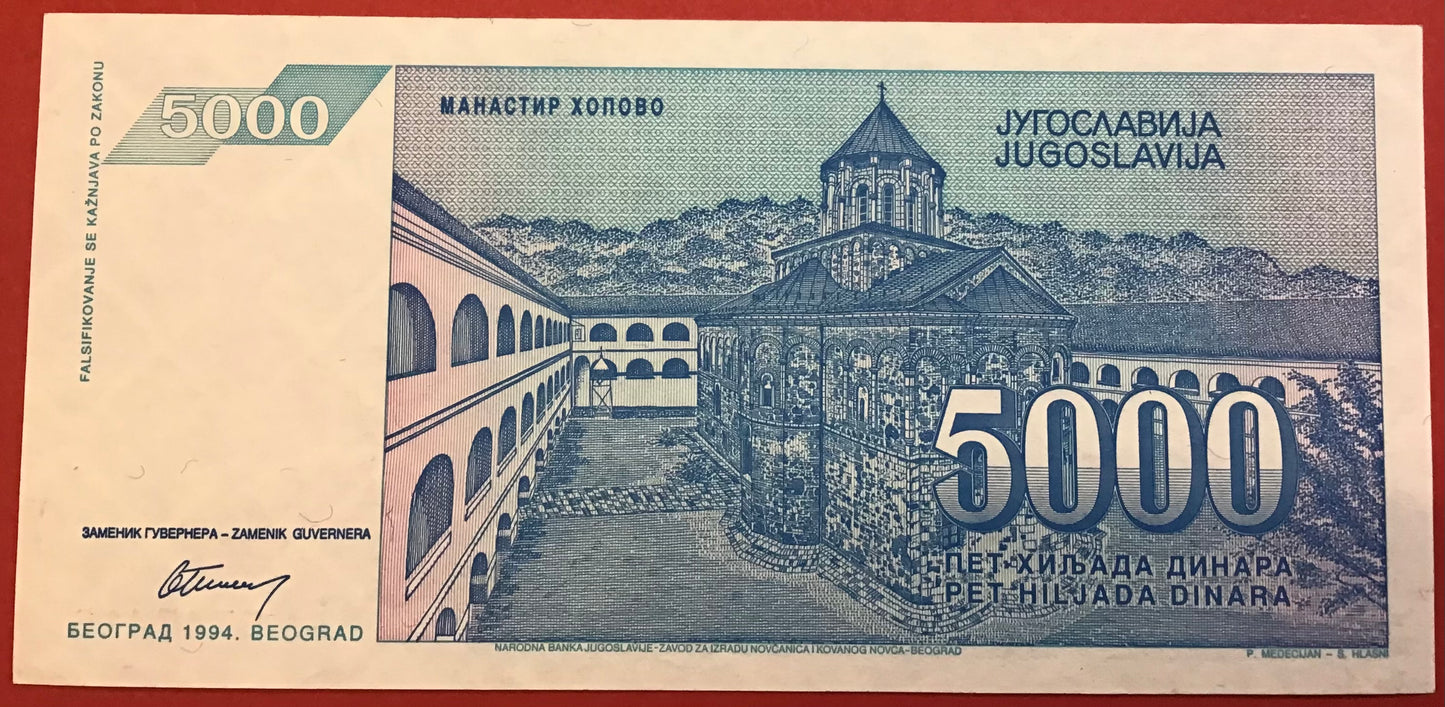 FALSIFIKOVANJE SE KAŽNJAVA PO ZAKONU
5000
МАНАСТИР ХОПОВО
ЈУГОСЛАВИЈА
JUGOSLAVIJA
5000
ПЕТ ХИЉАДА ДИНАРА
PET HILJADA DINARA
ЗАМЕНИК ГУВЕРНЕРА – ZAMENIK GUVERNERA
БЕОГРАД 1994. BEOGRAD
NARODNA BANKA JUGOSLAVIJE - ZAVOD ZA IZRADU NOVČANICA I KOVANOG NOVCA - BEOGRAD
P. MEDECIJAN – S. HLASNI